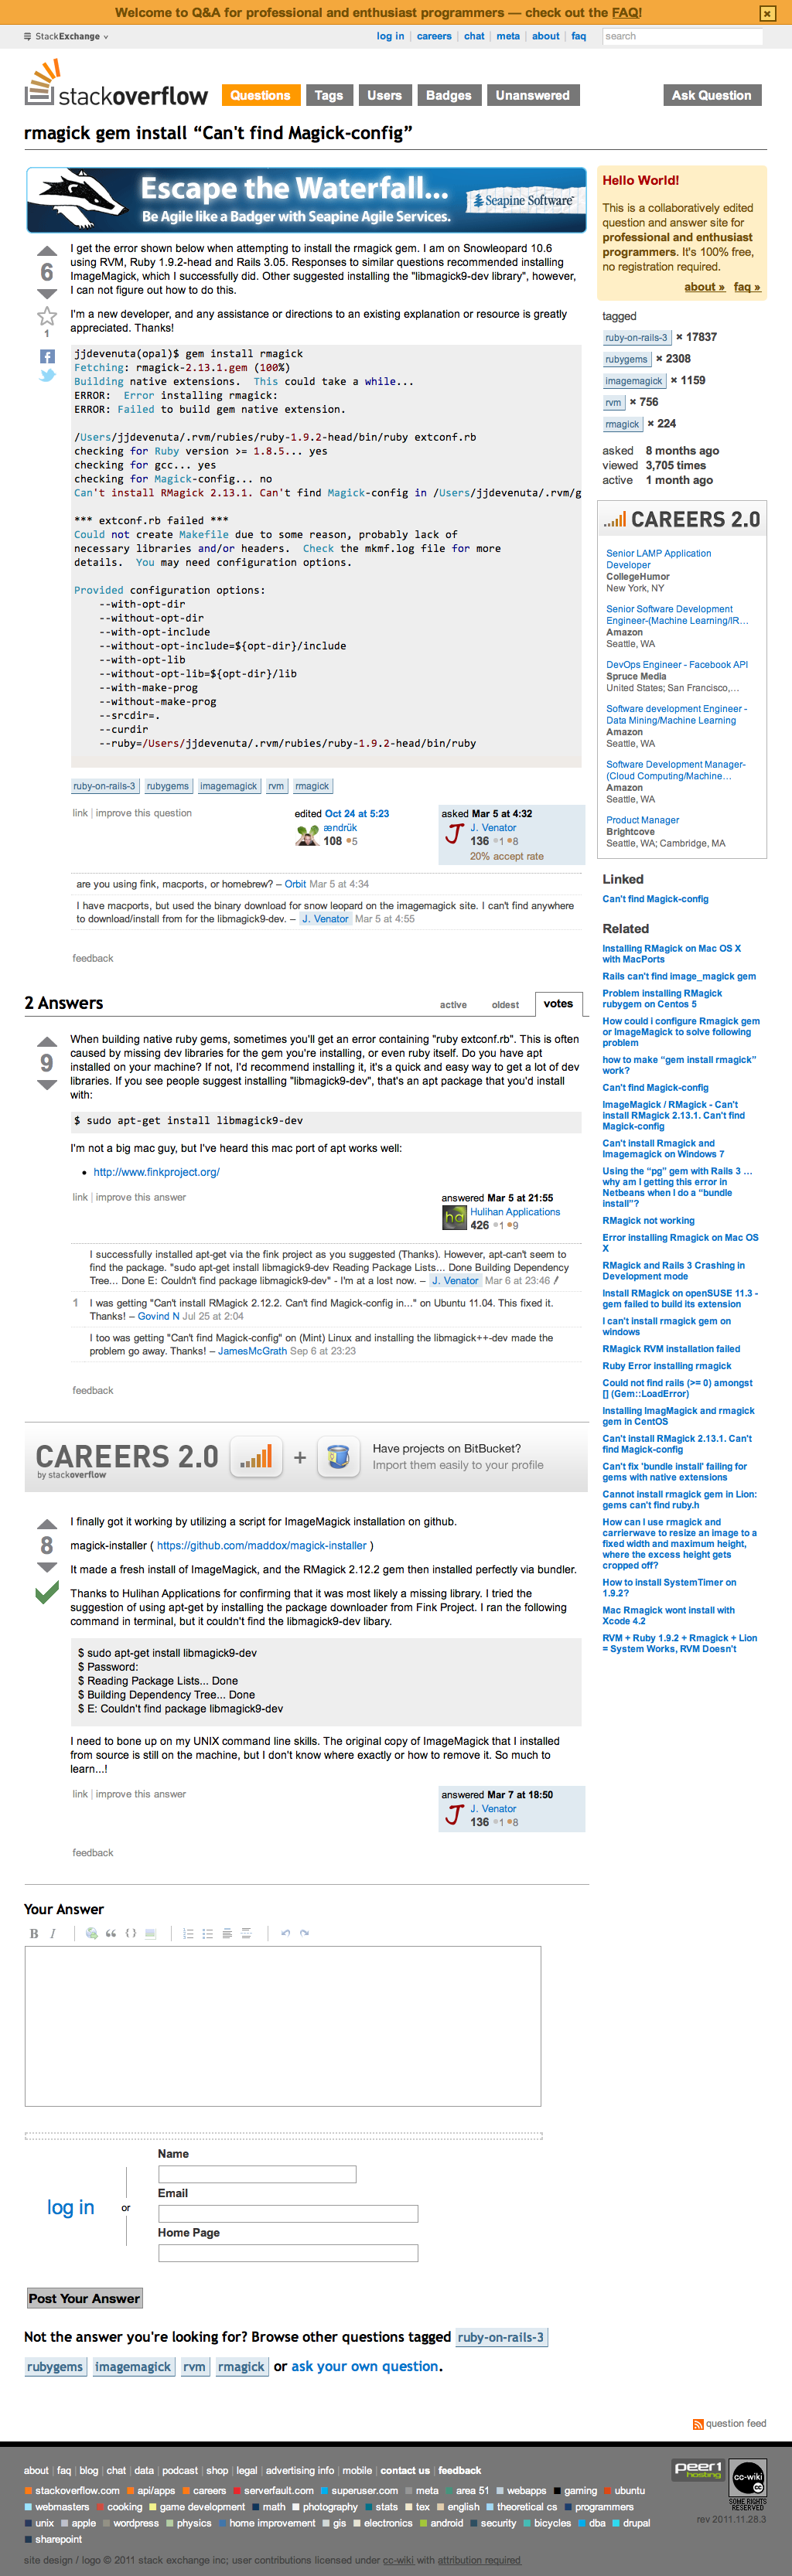 Welcome to Q&A for professional and enthusiast programmers — check out the FAQ!
StackExchange
log in | careers | chat | meta | about | faq
search
stackoverflow
Questions Tags Users Badges Unanswered Ask Question
rmagick gem install “Can't find Magick-config”
Escape the Waterfall...
Be Agile like a Badger with Seapine Agile Services.
Seapine Software
6
I get the error shown below when attempting to install the rmagick gem. I am on Snowleopard 10.6
using RVM, Ruby 1.9.2-head and Rails 3.05. Responses to similar questions recommended installing
ImageMagick, which I successfully did. Other suggested installing the "libmagick9-dev library", however,
I can not figure out how to do this.
1
I'm a new developer, and any assistance or directions to an existing explanation or resource is greatly
appreciated. Thanks!
jjdevenuta(opal)$ gem install rmagick
Fetching: rmagick-2.13.1.gem (100%)
Building native extensions.  This could take a while...
ERROR:  Error installing rmagick:
ERROR: Failed to build gem native extension.
/Users/jjdevenuta/.rvm/rubies/ruby-1.9.2-head/bin/ruby extconf.rb
checking for Ruby version >= 1.8.5... yes
checking for gcc... yes
checking for Magick-config... no
Can't install RMagick 2.13.1. Can't find Magick-config in /Users/jjdevenuta/.rvm/g
*** extconf.rb failed ***
Could not create Makefile due to some reason, probably lack of
necessary libraries and/or headers.  Check the mkmf.log file for more
details.  You may need configuration options.
Provided configuration options:
--with-opt-dir
--without-opt-dir
--with-opt-include
--without-opt-include=${opt-dir}/include
--with-opt-lib
--without-opt-lib=${opt-dir}/lib
--with-make-prog
--without-make-prog
--srcdir=.
--curdir
--ruby=/Users/jjdevenuta/.rvm/rubies/ruby-1.9.2-head/bin/ruby
ruby-on-rails-3 rubygems imagemagick rvm rmagick
link | improve this question
edited Oct 24 at 5:23
ændrük
108 5
asked Mar 5 at 4:32
J. Venator
136 1 8
20% accept rate
are you using fink, macports, or homebrew? – Orbit Mar 5 at 4:34
I have macports, but used the binary download for snow leopard on the imagemagick site. I can't find anywhere
to download/install from for the libmagick9-dev. – J. Venator Mar 5 at 4:55
feedback
2 Answers
active oldest votes
9
When building native ruby gems, sometimes you'll get an error containing "ruby extconf.rb". This is often
caused by missing dev libraries for the gem you're installing, or even ruby itself. Do you have apt
installed on your machine? If not, I'd recommend installing it, it's a quick and easy way to get a lot of dev
libraries. If you see people suggest installing "libmagick9-dev", that's an apt package that you'd install
with:
$ sudo apt-get install libmagick9-dev
I'm not a big mac guy, but I've heard this mac port of apt works well:
• http://www.finkproject.org/
link | improve this answer
answered Mar 5 at 21:55
Hulihan Applications
426 1 9
I successfully installed apt-get via the fink project as you suggested (Thanks). However, apt-can't seem to
find the package. "sudo apt-get install libmagick9-dev Reading Package Lists... Done Building Dependency
Tree... Done E: Couldn't find package libmagick9-dev" - I'm at a lost now. – J. Venator Mar 6 at 23:46
1 I was getting "Can't install RMagick 2.12.2. Can't find Magick-config in..." on Ubuntu 11.04. This fixed it.
Thanks! – Govind N Jul 25 at 2:04
I too was getting "Can't find Magick-config" on (Mint) Linux and installing the libmagick++-dev made the
problem go away. Thanks! – JamesMcGrath Sep 6 at 23:23
feedback
CAREERS 2.0
by stackoverflow
+
Have projects on BitBucket?
Import them easily to your profile
8
I finally got it working by utilizing a script for ImageMagick installation on github.
magick-installer ( https://github.com/maddox/magick-installer )
It made a fresh install of ImageMagick, and the RMagick 2.12.2 gem then installed perfectly via bundler.
Thanks to Hulihan Applications for confirming that it was most likely a missing library. I tried the
suggestion of using apt-get by installing the package downloader from Fink Project. I ran the following
command in terminal, but it couldn't find the libmagick9-dev libary.
$ sudo apt-get install libmagick9-dev
$ Password:
$ Reading Package Lists... Done
$ Building Dependency Tree... Done
$ E: Couldn't find package libmagick9-dev
I need to bone up on my UNIX command line skills. The original copy of ImageMagick that I installed
from source is still on the machine, but I don't know where exactly or how to remove it. So much to
learn...!
link | improve this answer
answered Mar 7 at 18:50
J. Venator
136 1 8
feedback
Your Answer
B I
Name
Email
Home Page
log in
or
Post Your Answer
Not the answer you're looking for? Browse other questions tagged ruby-on-rails-3
rubygems imagemagick rvm rmagick or ask your own question.
Hello World!
This is a collaboratively edited
question and answer site for
professional and enthusiast
programmers. It's 100% free,
no registration required.
about » faq »
tagged
ruby-on-rails-3 × 17837
rubygems × 2308
imagemagick × 1159
rvm × 756
rmagick × 224
asked 8 months ago
viewed 3,705 times
active 1 month ago
CAREERS 2.0
Senior LAMP Application
Developer
CollegeHumor
New York, NY
Senior Software Development
Engineer-(Machine Learning/IR…
Amazon
Seattle, WA
DevOps Engineer - Facebook API
Spruce Media
United States; San Francisco,…
Software development Engineer -
Data Mining/Machine Learning
Amazon
Seattle, WA
Software Development Manager-
(Cloud Computing/Machine…
Amazon
Seattle, WA
Product Manager
Brightcove
Seattle, WA; Cambridge, MA
Linked
Can't find Magick-config
Related
Installing RMagick on Mac OS X
with MacPorts
Rails can't find image_magick gem
Problem installing RMagick
rubygem on Centos 5
How could i configure Rmagick gem
or ImageMagick to solve following
problem
how to make “gem install rmagick”
work?
Can't find Magick-config
ImageMagick / RMagick - Can't
install RMagick 2.13.1. Can't find
Magick-config
Can't install Rmagick and
Imagemagick on Windows 7
Using the “pg” gem with Rails 3 …
why am I getting this error in
Netbeans when I do a “bundle
install”?
RMagick not working
Error installing Rmagick on Mac OS
X
RMagick and Rails 3 Crashing in
Development mode
Install RMagick on openSUSE 11.3 -
gem failed to build its extension
I can't install rmagick gem on
windows
RMagick RVM installation failed
Ruby Error installing rmagick
Could not find rails (>= 0) amongst
[] (Gem::LoadError)
Installing ImagMagick and rmagick
gem in CentOS
Can't install RMagick 2.13.1. Can't
find Magick-config
Can't fix 'bundle install' failing for
gems with native extensions
Cannot install rmagick gem in Lion:
gems can't find ruby.h
How can I use rmagick and
carrierwave to resize an image to a
fixed width and maximum height,
where the excess height gets
cropped off?
How to install SystemTimer on
1.9.2?
Mac Rmagick wont install with
Xcode 4.2
RVM + Ruby 1.9.2 + Rmagick + Lion
= System Works, RVM Doesn't
question feed
about | faq | blog | chat | data | podcast | shop | legal | advertising info | mobile | contact us | feedback
stackoverflow.com api/apps careers serverfault.com superuser.com meta area 51 webapps gaming ubuntu
webmasters cooking game development math photography stats tex english theoretical cs programmers
unix apple wordpress physics home improvement gis electronics android security bicycles dba drupal
sharepoint
peer1
hosting
cc-wiki
cc
SOME RIGHTS
RESERVED
rev 2011.11.28.3
site design / logo © 2011 stack exchange inc; user contributions licensed under cc-wiki with attribution required